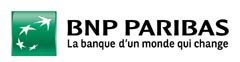 BNP PARIBAS
La banque d'un monde qui change